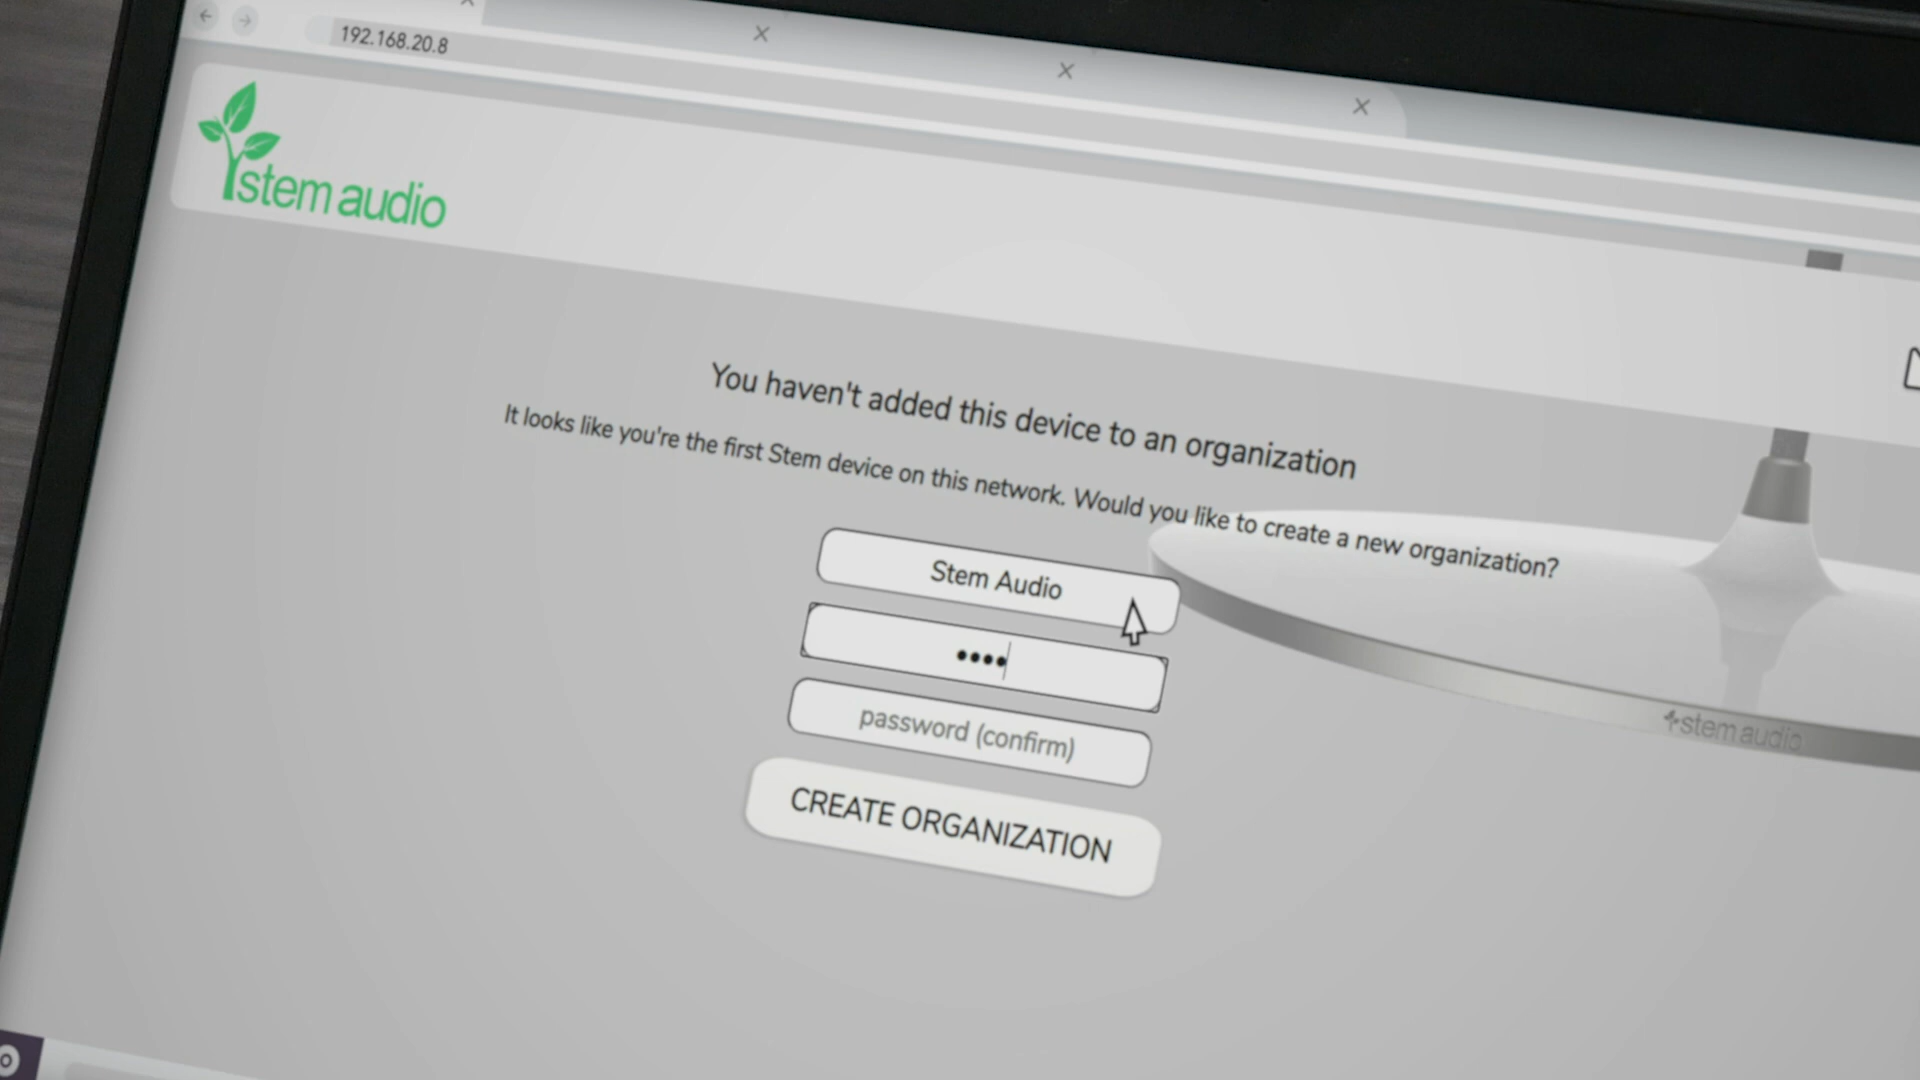 192.168.20.8
stem audio
You haven't added this device to an organization
It looks like you're the first Stem device on this network. Would you like to create a new organization?
Stem Audio
••••
password (confirm)
CREATE ORGANIZATION
stem audio